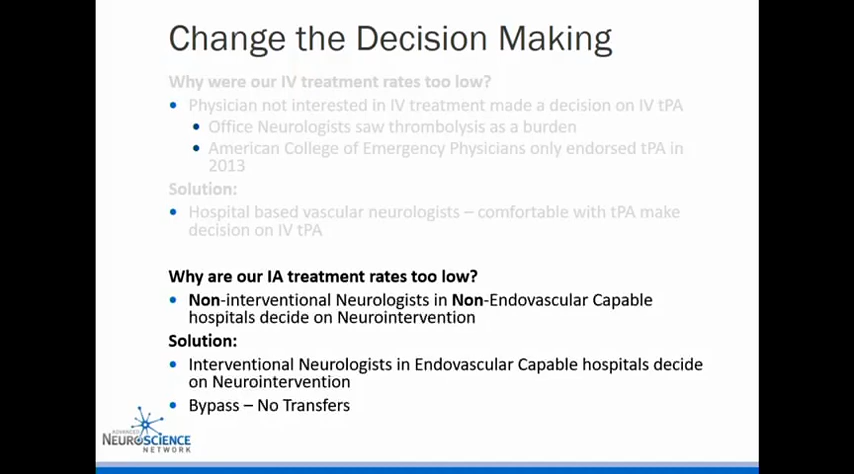 Change the Decision Making
Why were our IV treatment rates too low?
Physician not interested in IV treatment made a decision on IV tPA
Office Neurologists saw thrombolysis as a burden
American College of Emergency Physicians only endorsed tPA in
2013
Solution:
Hospital based vascular neurologists – comfortable with tPA make
decision on IV tPA
Why are our IA treatment rates too low?
Non-interventional Neurologists in Non-Endovascular Capable
hospitals decide on Neurointervention
Solution:
Interventional Neurologists in Endovascular Capable hospitals decide
on Neurointervention
Bypass – No Transfers
ADVANCED
NEUROSCIENCE
NETWORK